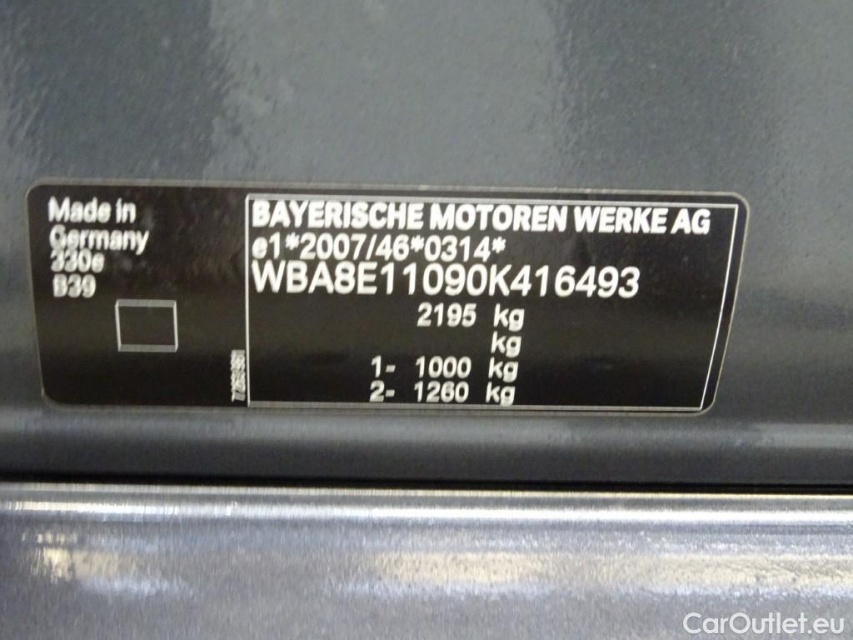 Made in
Germany
330e
B39
BAYERISCHE MOTOREN WERKE AG
e1*2007/46*0314*
WBA8E11090K416493
2195 kg
kg
1- 1000 kg
2- 1260 kg
CarOutlet.eu